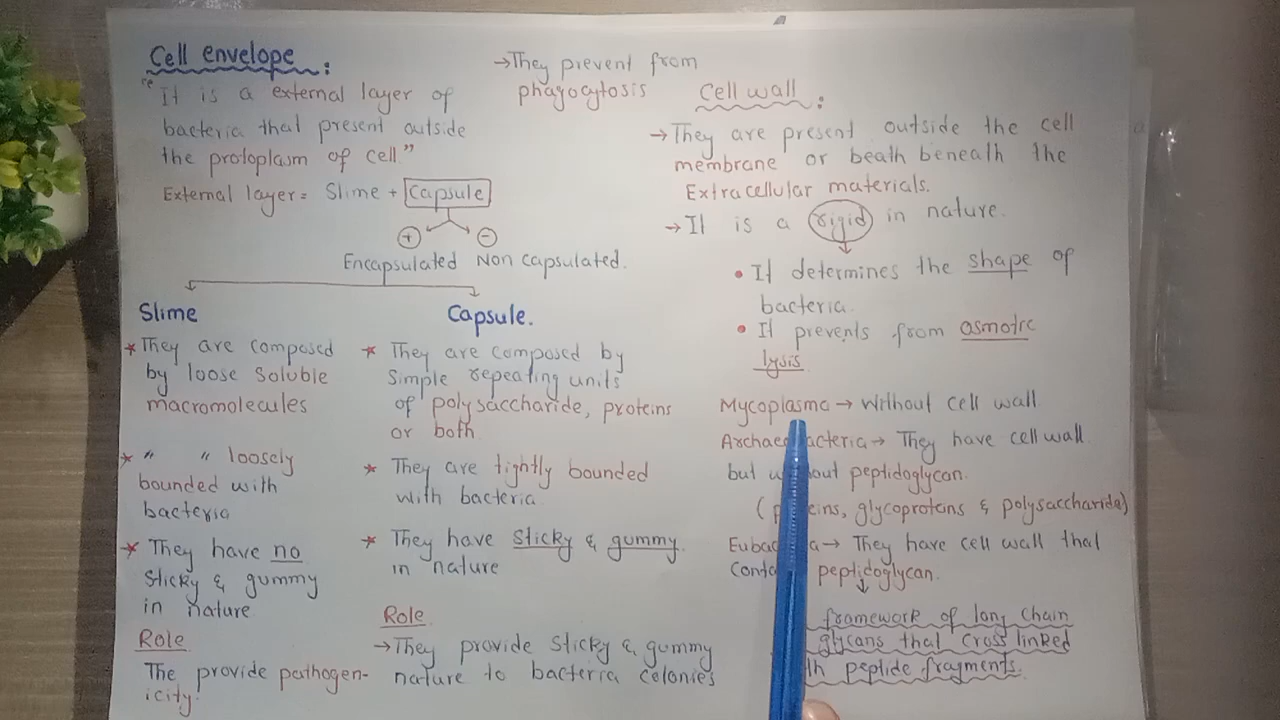 Cell envelope :
"It is a external layer of
bacteria that present outside
the protoplasm of cell."
External layer = Slime + Capsule
+ -
Encapsulated Non capsulated.
Slime
* They are composed
by loose soluble
macromolecules
* " " loosely
bounded with
bacteria
* They have no
sticky & gummy
in nature
Role
The provide pathogen-
icity.
Capsule.
* They are composed by
Simple repeating units
of polysaccharide, proteins
or both
* They are tightly bounded
with bacteria
* They have sticky & gummy
in nature
Role
→ They provide sticky & gummy
nature to bacteria colonies
→ They prevent from
phagocytosis
Cell wall :
→ They are present outside the cell
membrane or beath beneath the
Extracellular materials.
→ It is a rigid in nature.
• It determines the shape of
bacteria.
• It prevents from
lysis
Mycoplasma → Without cell wall
→ They have cell wall
but peptidoglycan.
glycoproteins & polysaccharide)
→ They have cell wall that
peptidoglycan.
framework of long chain
glycans that cross linked
peptide fragments.